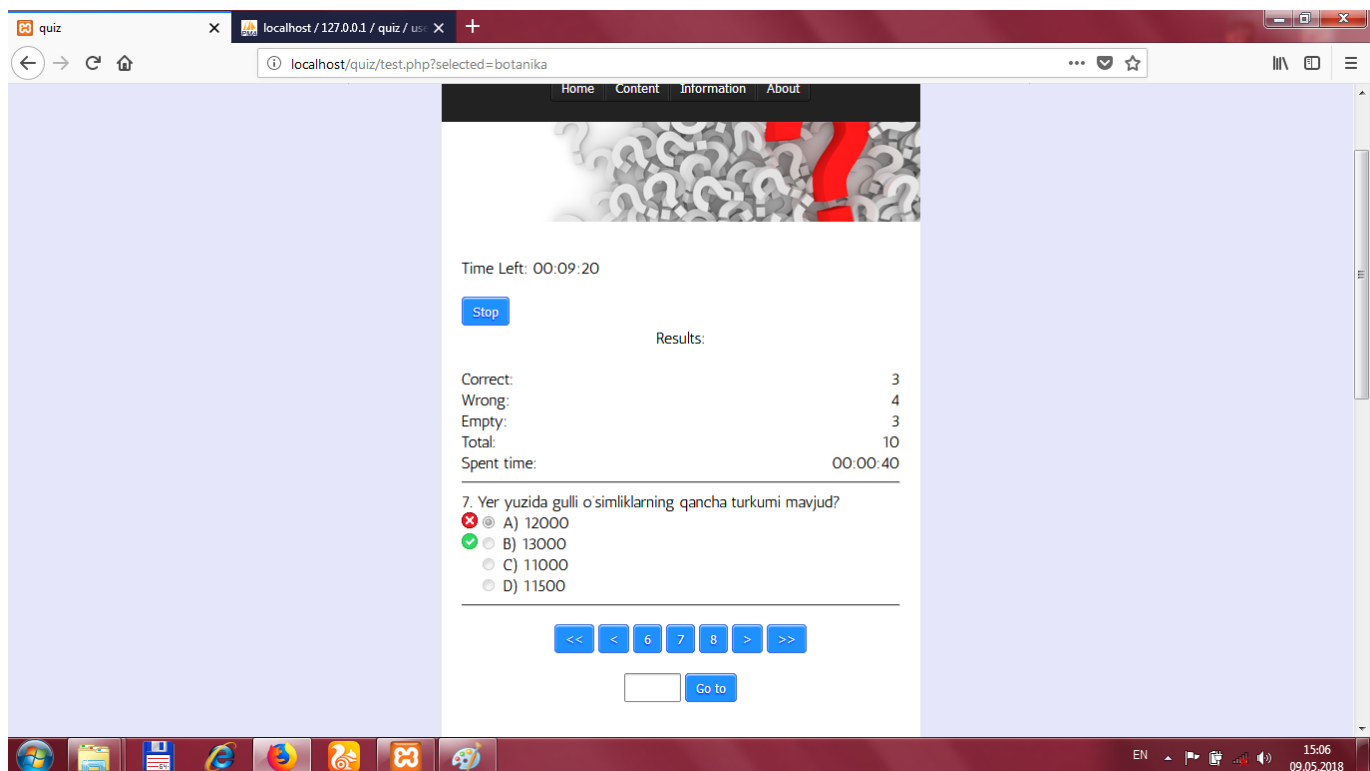 quiz
localhost / 127.0.0.1 / quiz / us
localhost/quiz/test.php?selected=botanika
Home Content Information About
Time Left: 00:09:20
Stop
Results:
Correct: 3
Wrong: 4
Empty: 3
Total: 10
Spent time: 00:00:40
7. Yer yuzida gulli o'simliklarning qancha turkumi mavjud?
A) 12000
B) 13000
C) 11000
D) 11500
<< < 6 7 8 > >>
Go to
EN 15:06
09.05.2018